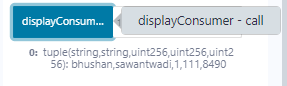 displayConsum...
displayConsumer - call
0: tuple(string,string,uint256,uint256,uint2
56): bhushan,sawantwadi,1,111,8490